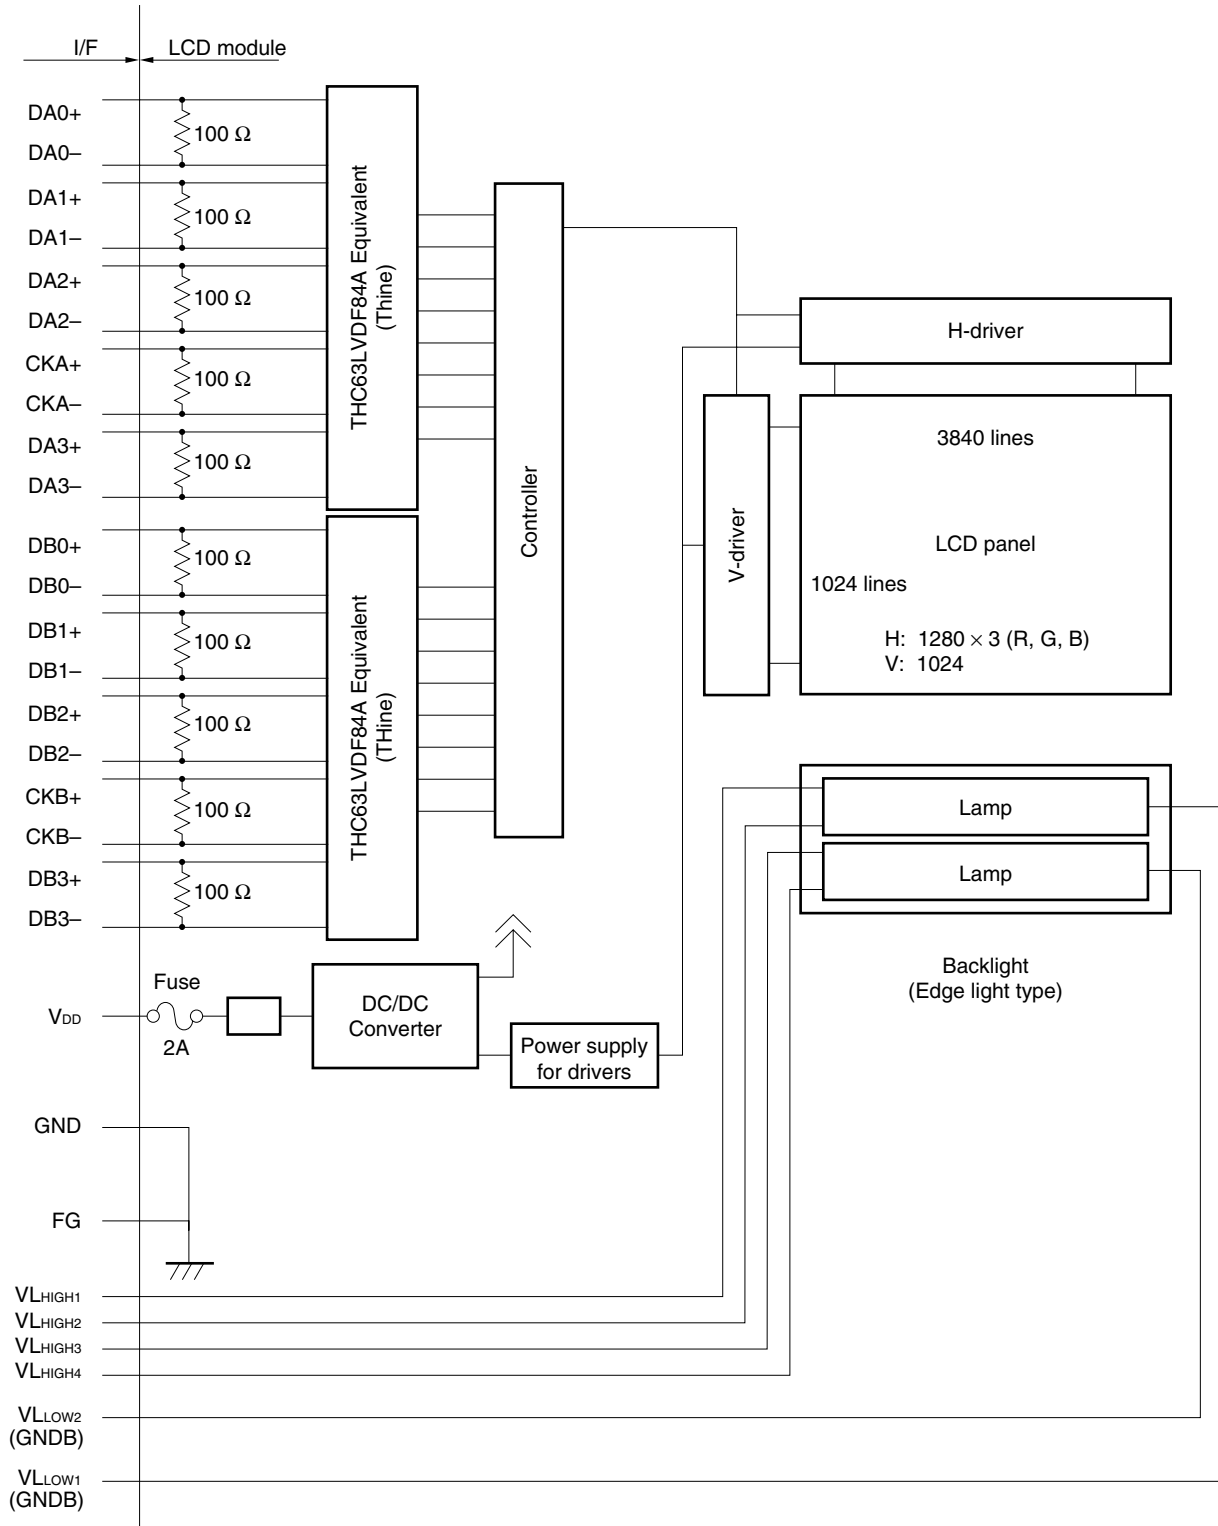 I/F
LCD module
DA0+
100 Ω
DA0–
DA1+
100 Ω
DA1–
DA2+
100 Ω
DA2–
CKA+
100 Ω
CKA–
DA3+
100 Ω
DA3–
DB0+
100 Ω
DB0–
DB1+
100 Ω
DB1–
DB2+
100 Ω
DB2–
CKB+
100 Ω
CKB–
DB3+
100 Ω
DB3–
THC63LVDF84A Equivalent
(Thine)
THC63LVDF84A Equivalent
(THine)
Controller
H-driver
V-driver
3840 lines
LCD panel
1024 lines
H: 1280 × 3 (R, G, B)
V: 1024
Lamp
Lamp
Backlight
(Edge light type)
VDD
Fuse
2A
DC/DC
Converter
Power supply
for drivers
GND
FG
VLHIGH1
VLHIGH2
VLHIGH3
VLHIGH4
VLLOW2
(GNDB)
VLLOW1
(GNDB)